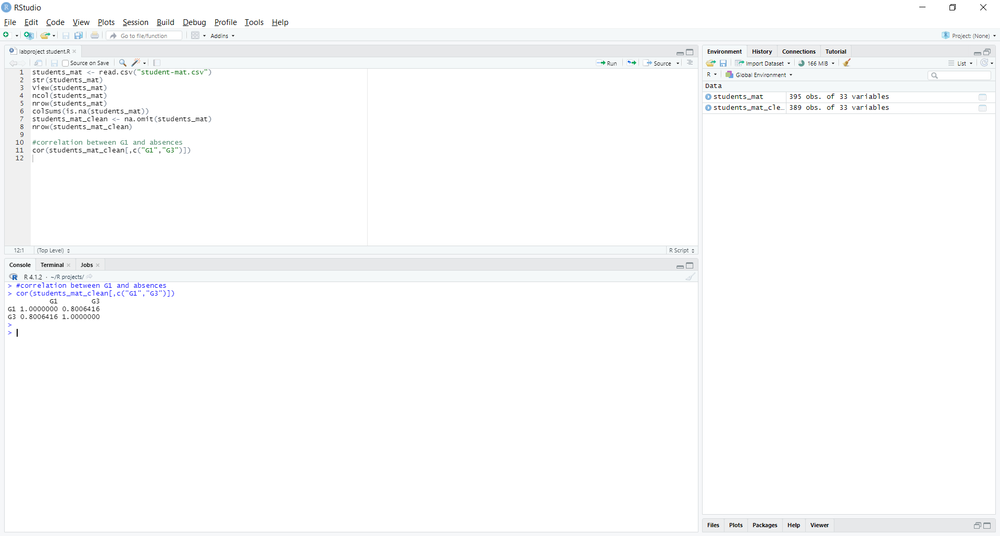 RStudio
File Edit Code View Plots Session Build Debug Profile Tools Help
Go to file/function Addins Project: (None)
labproject student.R
Source on Save Run Source
1 students_mat <- read.csv("student-mat.csv")
2 str(students_mat)
3 View(students_mat)
4 ncol(students_mat)
5 nrow(students_mat)
6 colSums(is.na(students_mat))
7 students_mat_clean <- na.omit(students_mat)
8 nrow(students_mat_clean)
9
10 #correlation between G1 and absences
11 cor(students_mat_clean[,c("G1","G3")])
12
12:1 (Top Level) R Script
Console Terminal Jobs
R 4.1.2 · ~/R projects/
> #correlation between G1 and absences
> cor(students_mat_clean[,c("G1","G3")])
G1 G3
G1 1.0000000 0.8006416
G3 0.8006416 1.0000000
>
>
Environment History Connections Tutorial
Import Dataset 166 MiB List
R Global Environment
Data
students_mat 395 obs. of 33 variables
students_mat_cle… 389 obs. of 33 variables
Files Plots Packages Help Viewer